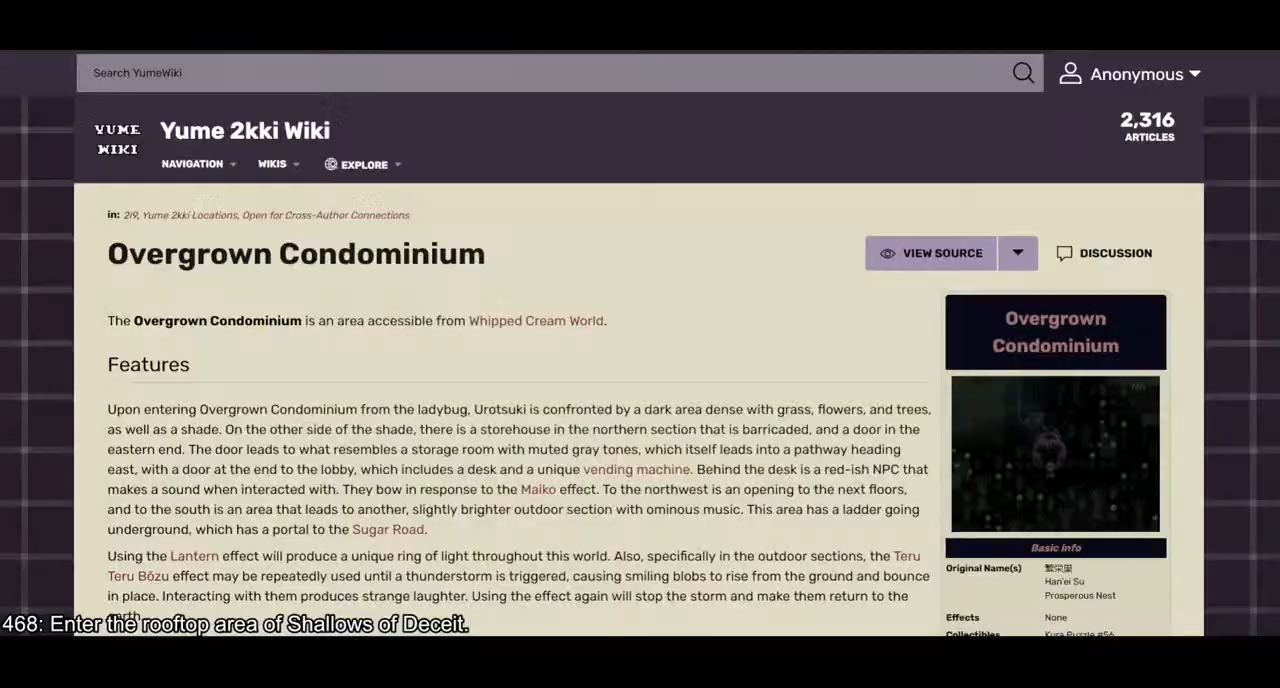 Search YumeWiki
Anonymous
YUME
WIKI
Yume 2kki Wiki
2,316
ARTICLES
NAVIGATION
WIKIS
EXPLORE
in: 2i9, Yume 2kki Locations, Open for Cross-Author Connections
Overgrown Condominium
VIEW SOURCE
DISCUSSION
The Overgrown Condominium is an area accessible from Whipped Cream World.
Features
Upon entering Overgrown Condominium from the ladybug, Urotsuki is confronted by a dark area dense with grass, flowers, and trees,
as well as a shade. On the other side of the shade, there is a storehouse in the northern section that is barricaded, and a door in the
eastern end. The door leads to what resembles a storage room with muted gray tones, which itself leads into a pathway heading
east, with a door at the end to the lobby, which includes a desk and a unique vending machine. Behind the desk is a red-ish NPC that
makes a sound when interacted with. They bow in response to the Maiko effect. To the northwest is an opening to the next floors,
and to the south is an area that leads to another, slightly brighter outdoor section with ominous music. This area has a ladder going
underground, which has a portal to the Sugar Road.
Using the Lantern effect will produce a unique ring of light throughout this world. Also, specifically in the outdoor sections, the Teru
Teru Bōzu effect may be repeatedly used until a thunderstorm is triggered, causing smiling blobs to rise from the ground and bounce
in place. Interacting with them produces strange laughter. Using the effect again will stop the storm and make them return to the
earth.
Overgrown
Condominium
Basic Info
Original Name(s)
繁栄里
Han'ei Su
Prosperous Nest
Effects
None
Collectibles
Kura Puzzle #56
468: Enter the rooftop area of Shallows of Deceit.